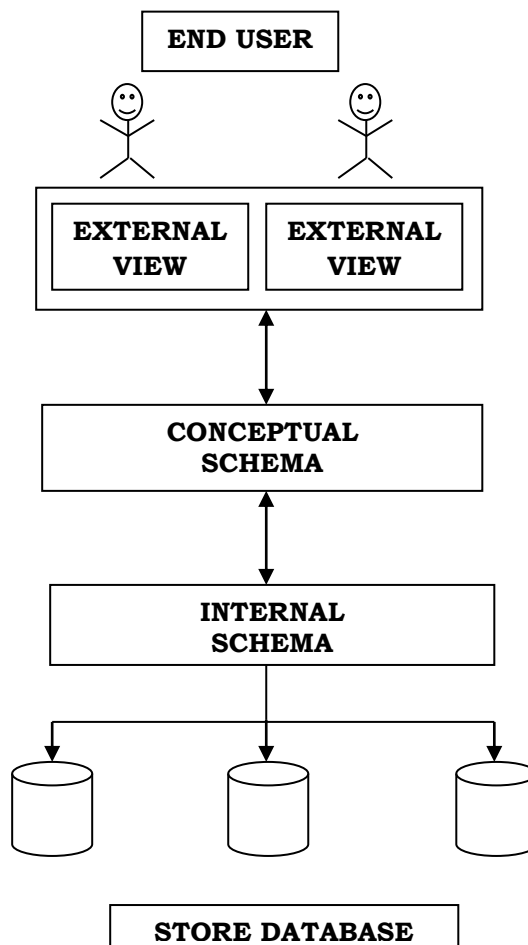 END USER
EXTERNAL
VIEW
EXTERNAL
VIEW
CONCEPTUAL
SCHEMA
INTERNAL
SCHEMA
STORE DATABASE